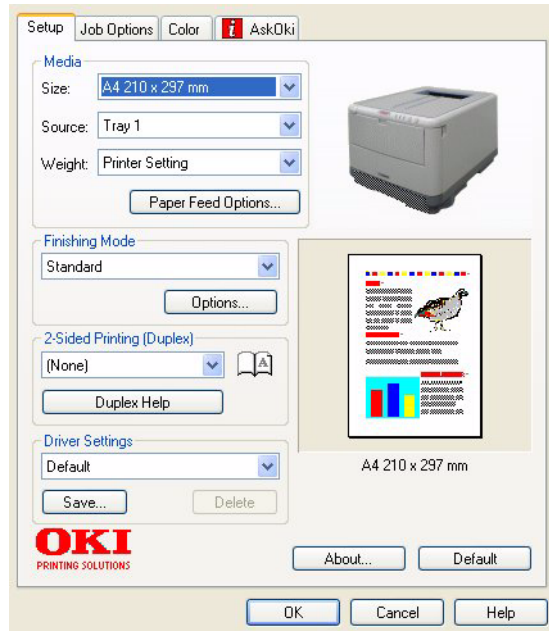 Setup Job Options Color i AskOki
Media
Size: A4 210 x 297 mm
Source: Tray 1
Weight: Printer Setting
Paper Feed Options...
Finishing Mode
Standard
Options...
2-Sided Printing (Duplex)
(None)
A
Duplex Help
Driver Settings
Default
Save... Delete
A4 210 x 297 mm
OKI
PRINTING SOLUTIONS
About... Default
OK Cancel Help